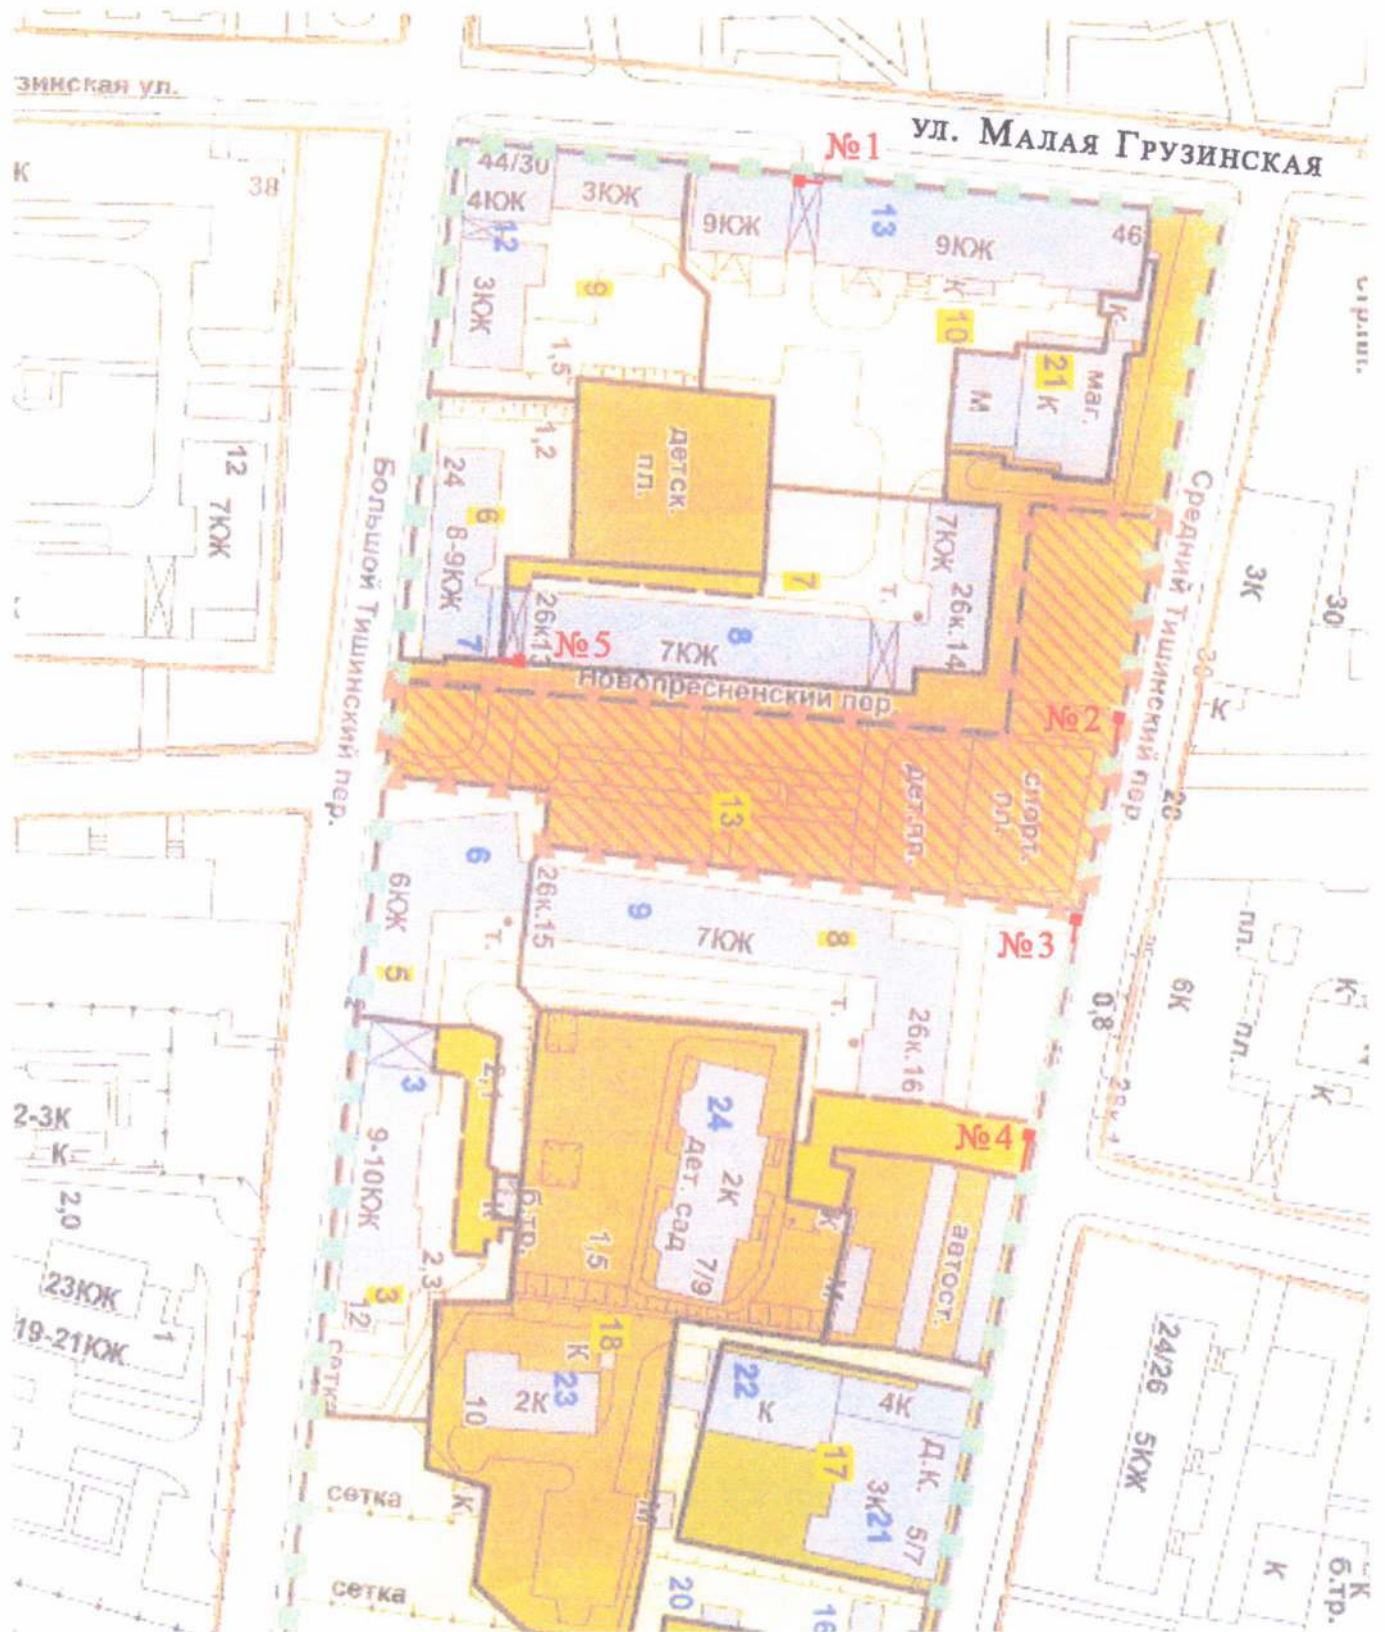 зинская ул.
ул. Малая Грузинская
№1
К
38
44/30
4КЖ
3КЖ
12
3КЖ
9КЖ
13
9КЖ
46
9
К
К
10
1,5
21
К
маг.
М
детск.
пл.
1,2
12
7КЖ
Большой Тишинский пер.
24
8-9КЖ
6
7
7
т.
7КЖ
26к.14
26к.13
№5
8
7КЖ
Новопресненский пер.
Средний Тишинский пер.
3К
30
К
№2
20
13
спорт.
пл.
6
6КЖ
5
26к.15
т.
9
7КЖ
8
№3
т.
26к.16
пл.
пл.
6К
К
К
0,8
3
2,1
9-10КЖ
2-3К
К
2,0
23КЖ
1
19-21КЖ
24
2К
дет. сад
7/9
№4
К
б.тр.
1,5
2,3
3
12
автост.
18
К
23
2К
10
22
К
4К
17
Д.К.
3К
21
5/7
24/26
5КЖ
сетка
К
сетка
20
16
К
К
б.тр.